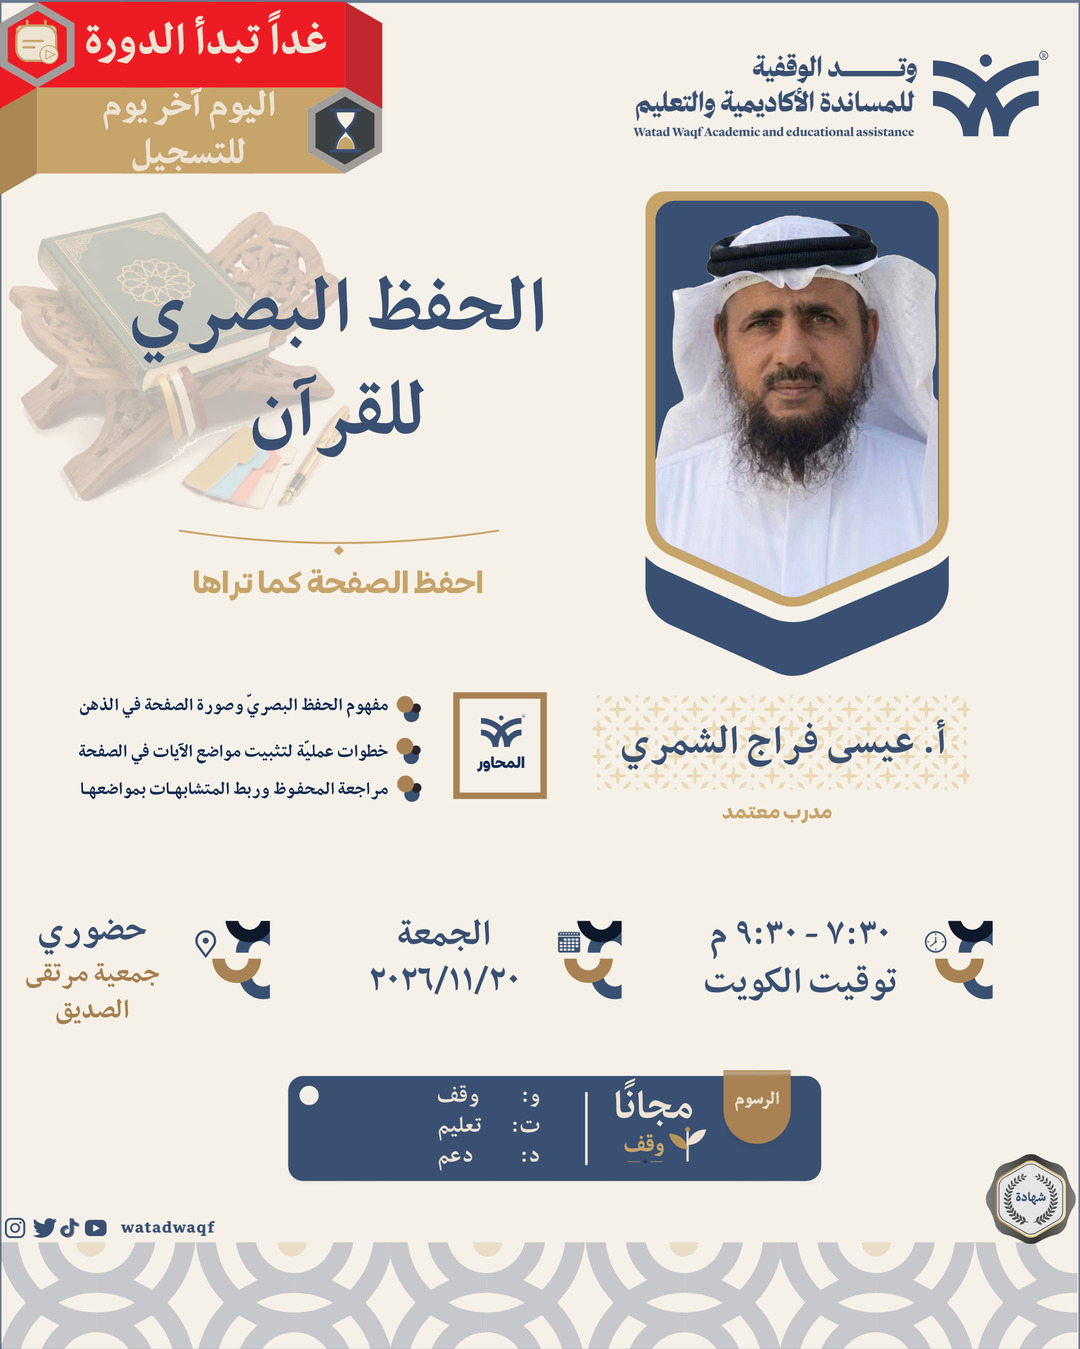 غداً تبدأ الدورة
اليوم آخر يوم
للتسجيل
وتد الوقفية
للمساندة الأكاديمية والتعليم
Watad Waqf Academic and educational assistance
®
الحفظ البصري
للقرآن
احفظ الصفحة كما تراها
أ. عيسى فراج الشمري
مدرب معتمد
المحاور
مفهوم الحفظ البصريّ وصورة الصفحة في الذهن
خطوات عمليّة لتثبيت مواضع الآيات في الصفحة
مراجعة المحفوظ وربط المتشابهات بمواضعها
٧:٣٠ - ٩:٣٠ م
توقيت الكويت
الجمعة
٢٠٢٦/١١/٢٠
حضوري
جمعية مرتقى
الصديق
الرسوم
مجانًا
وقف
و: وقف
ت: تعليم
د: دعم
شهادة
watadwaqf